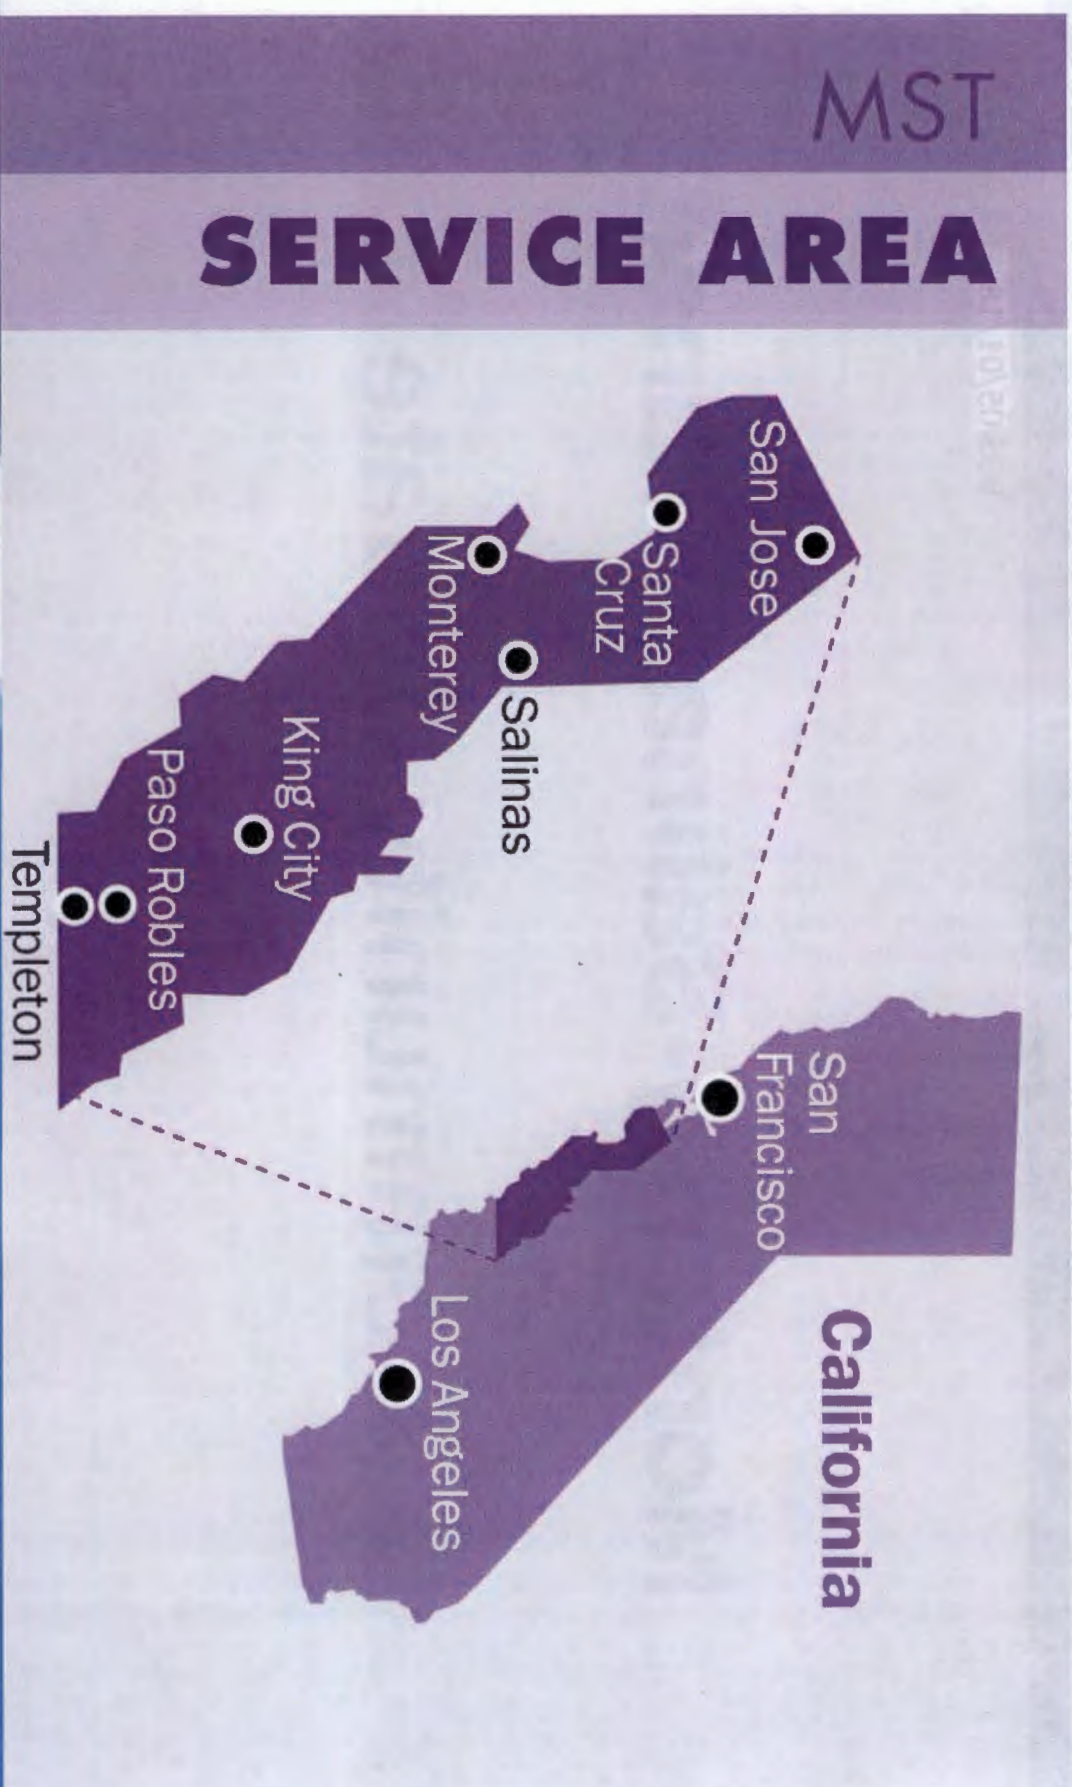 MST
SERVICE AREA
San Jose
Santa
Cruz
Salinas
Monterey
King City
Paso Robles
Templeton
California
San
Francisco
Los Angeles